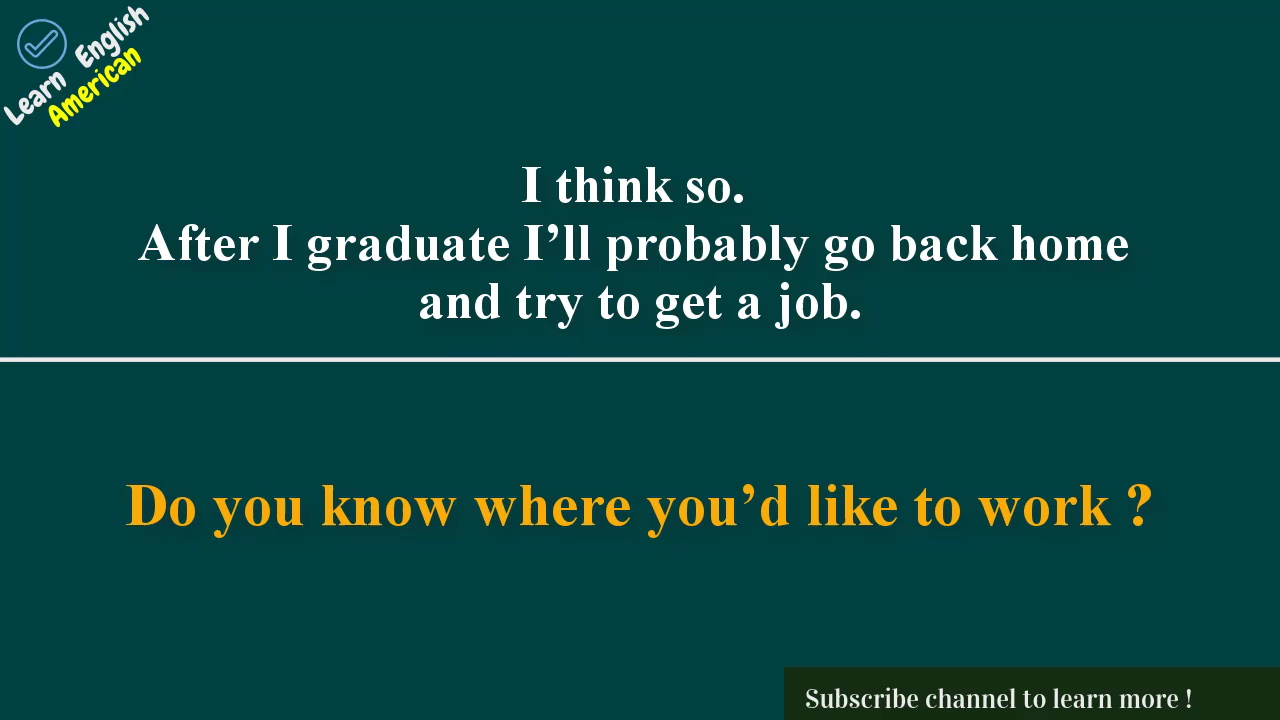 Learn English
American
I think so.
After I graduate I’ll probably go back home
and try to get a job.
Do you know where you’d like to work ?
Subscribe channel to learn more !